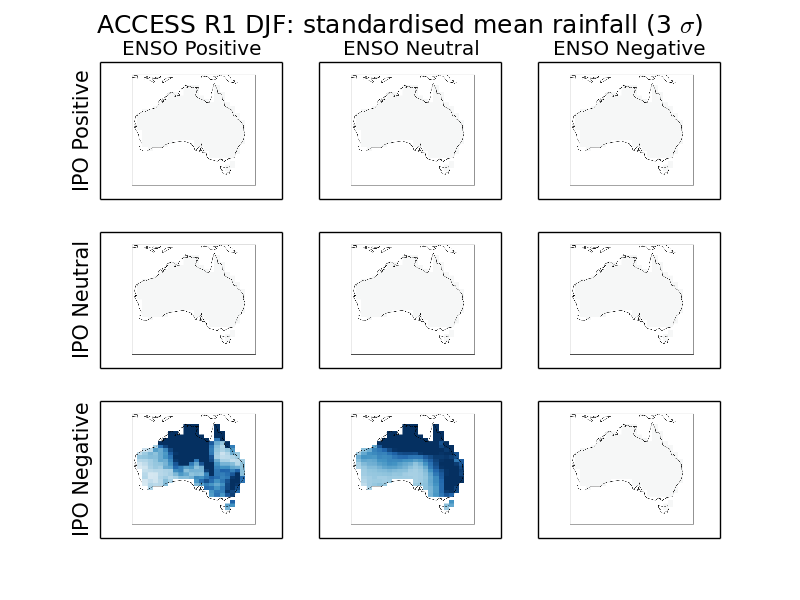 ACCESS R1 DJF: standardised mean rainfall (3 σ)
ENSO Positive ENSO Neutral ENSO Negative
IPO Positive
IPO Neutral
IPO Negative